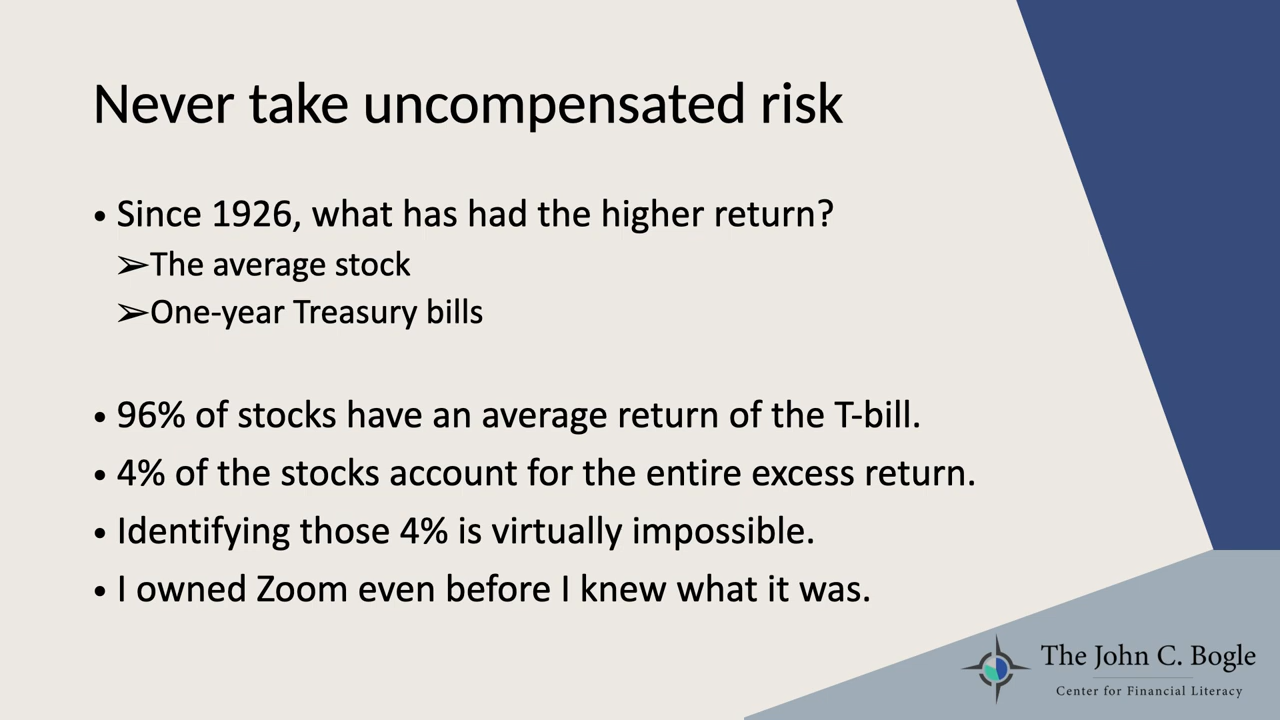 Never take uncompensated risk
• Since 1926, what has had the higher return?
➢The average stock
➢One-year Treasury bills
• 96% of stocks have an average return of the T-bill.
• 4% of the stocks account for the entire excess return.
• Identifying those 4% is virtually impossible.
• I owned Zoom even before I knew what it was.
The John C. Bogle
Center for Financial Literacy